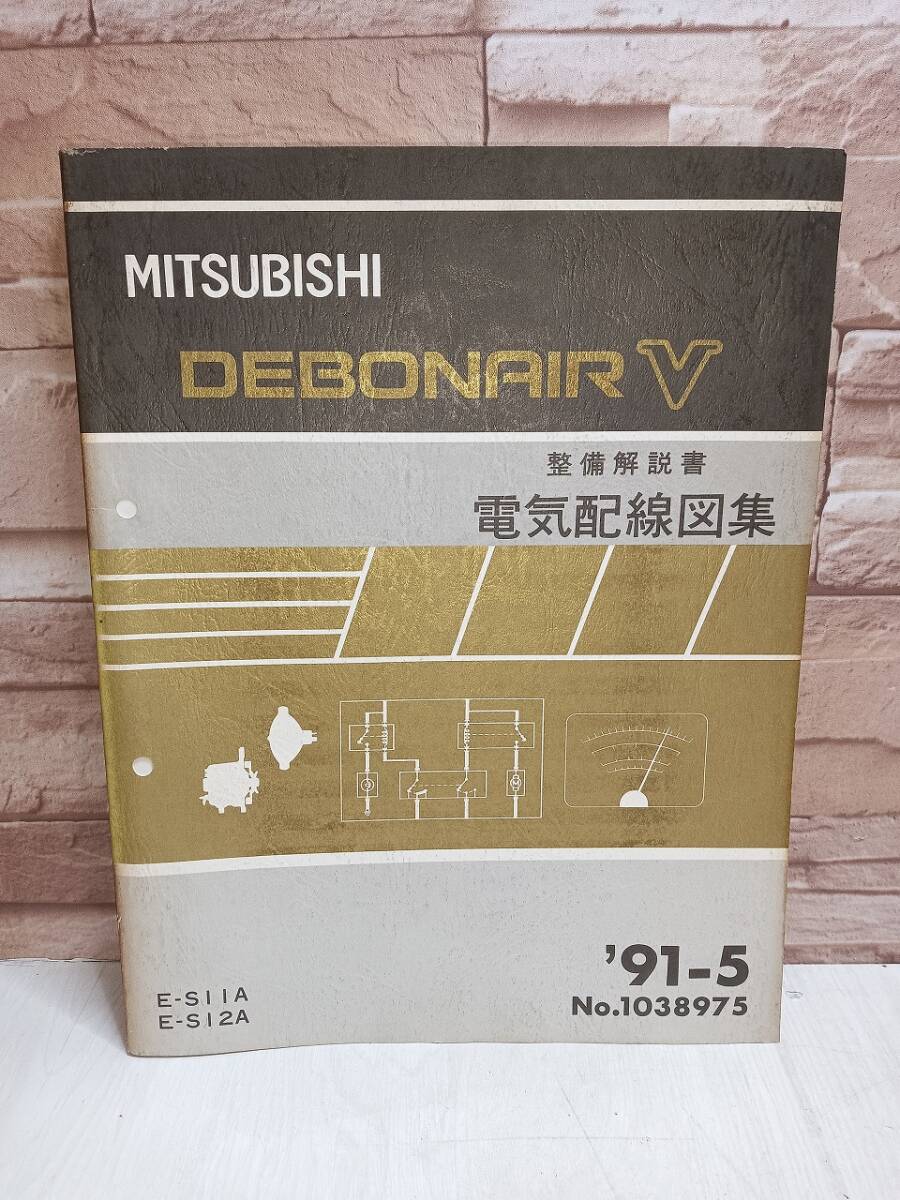 MITSUBISHI
DEBONAIR V
整備解説書
電気配線図集
M
'91-5
No.1038975
E-S11A
E-S12A